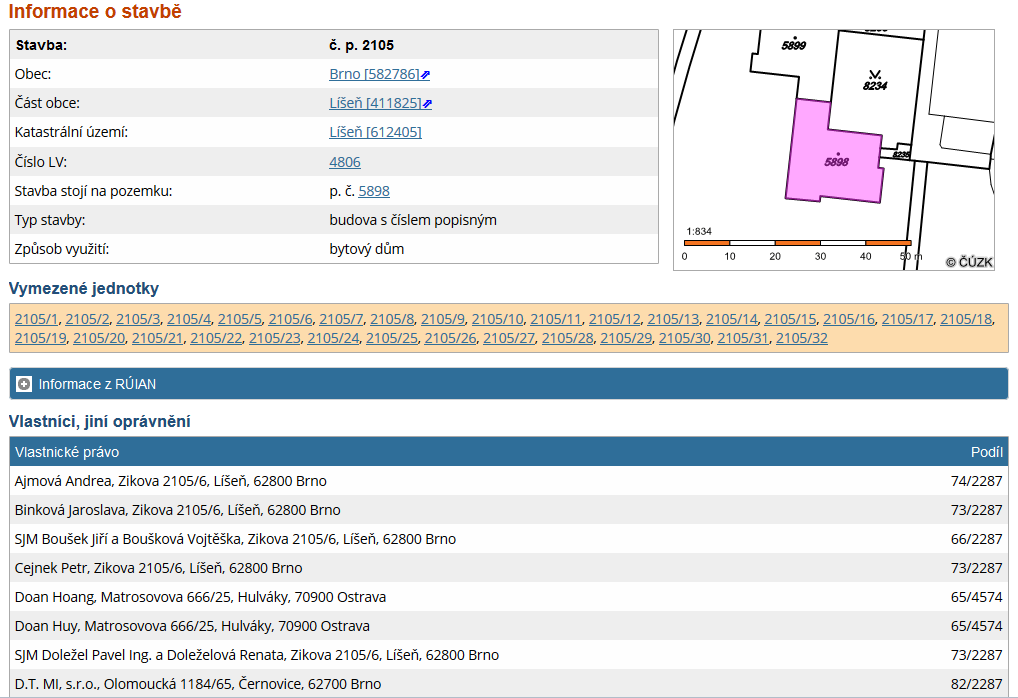 Informace o stavbě
Stavba: č. p. 2105
Obec: Brno [582786]
Část obce: Líšeň [411825]
Katastrální území: Líšeň [612405]
Číslo LV: 4806
Stavba stojí na pozemku: p. č. 5898
Typ stavby: budova s číslem popisným
Způsob využití: bytový dům
5899
8234
5898
8235
1:834
0 10 20 30 40 50 m
© ČÚZK
Vymezené jednotky
2105/1, 2105/2, 2105/3, 2105/4, 2105/5, 2105/6, 2105/7, 2105/8, 2105/9, 2105/10, 2105/11, 2105/12, 2105/13, 2105/14, 2105/15, 2105/16, 2105/17, 2105/18,
2105/19, 2105/20, 2105/21, 2105/22, 2105/23, 2105/24, 2105/25, 2105/26, 2105/27, 2105/28, 2105/29, 2105/30, 2105/31, 2105/32
Informace z RÚIAN
Vlastníci, jiní oprávnění
Vlastnické právo Podíl
Ajmová Andrea, Zikova 2105/6, Líšeň, 62800 Brno 74/2287
Binková Jaroslava, Zikova 2105/6, Líšeň, 62800 Brno 73/2287
SJM Boušek Jiří a Boušková Vojtěška, Zikova 2105/6, Líšeň, 62800 Brno 66/2287
Cejnek Petr, Zikova 2105/6, Líšeň, 62800 Brno 73/2287
Doan Hoang, Matrosovova 666/25, Hulváky, 70900 Ostrava 65/4574
Doan Huy, Matrosovova 666/25, Hulváky, 70900 Ostrava 65/4574
SJM Doležel Pavel Ing. a Doleželová Renata, Zikova 2105/6, Líšeň, 62800 Brno 73/2287
D.T. MI, s.r.o., Olomoucká 1184/65, Černovice, 62700 Brno 82/2287